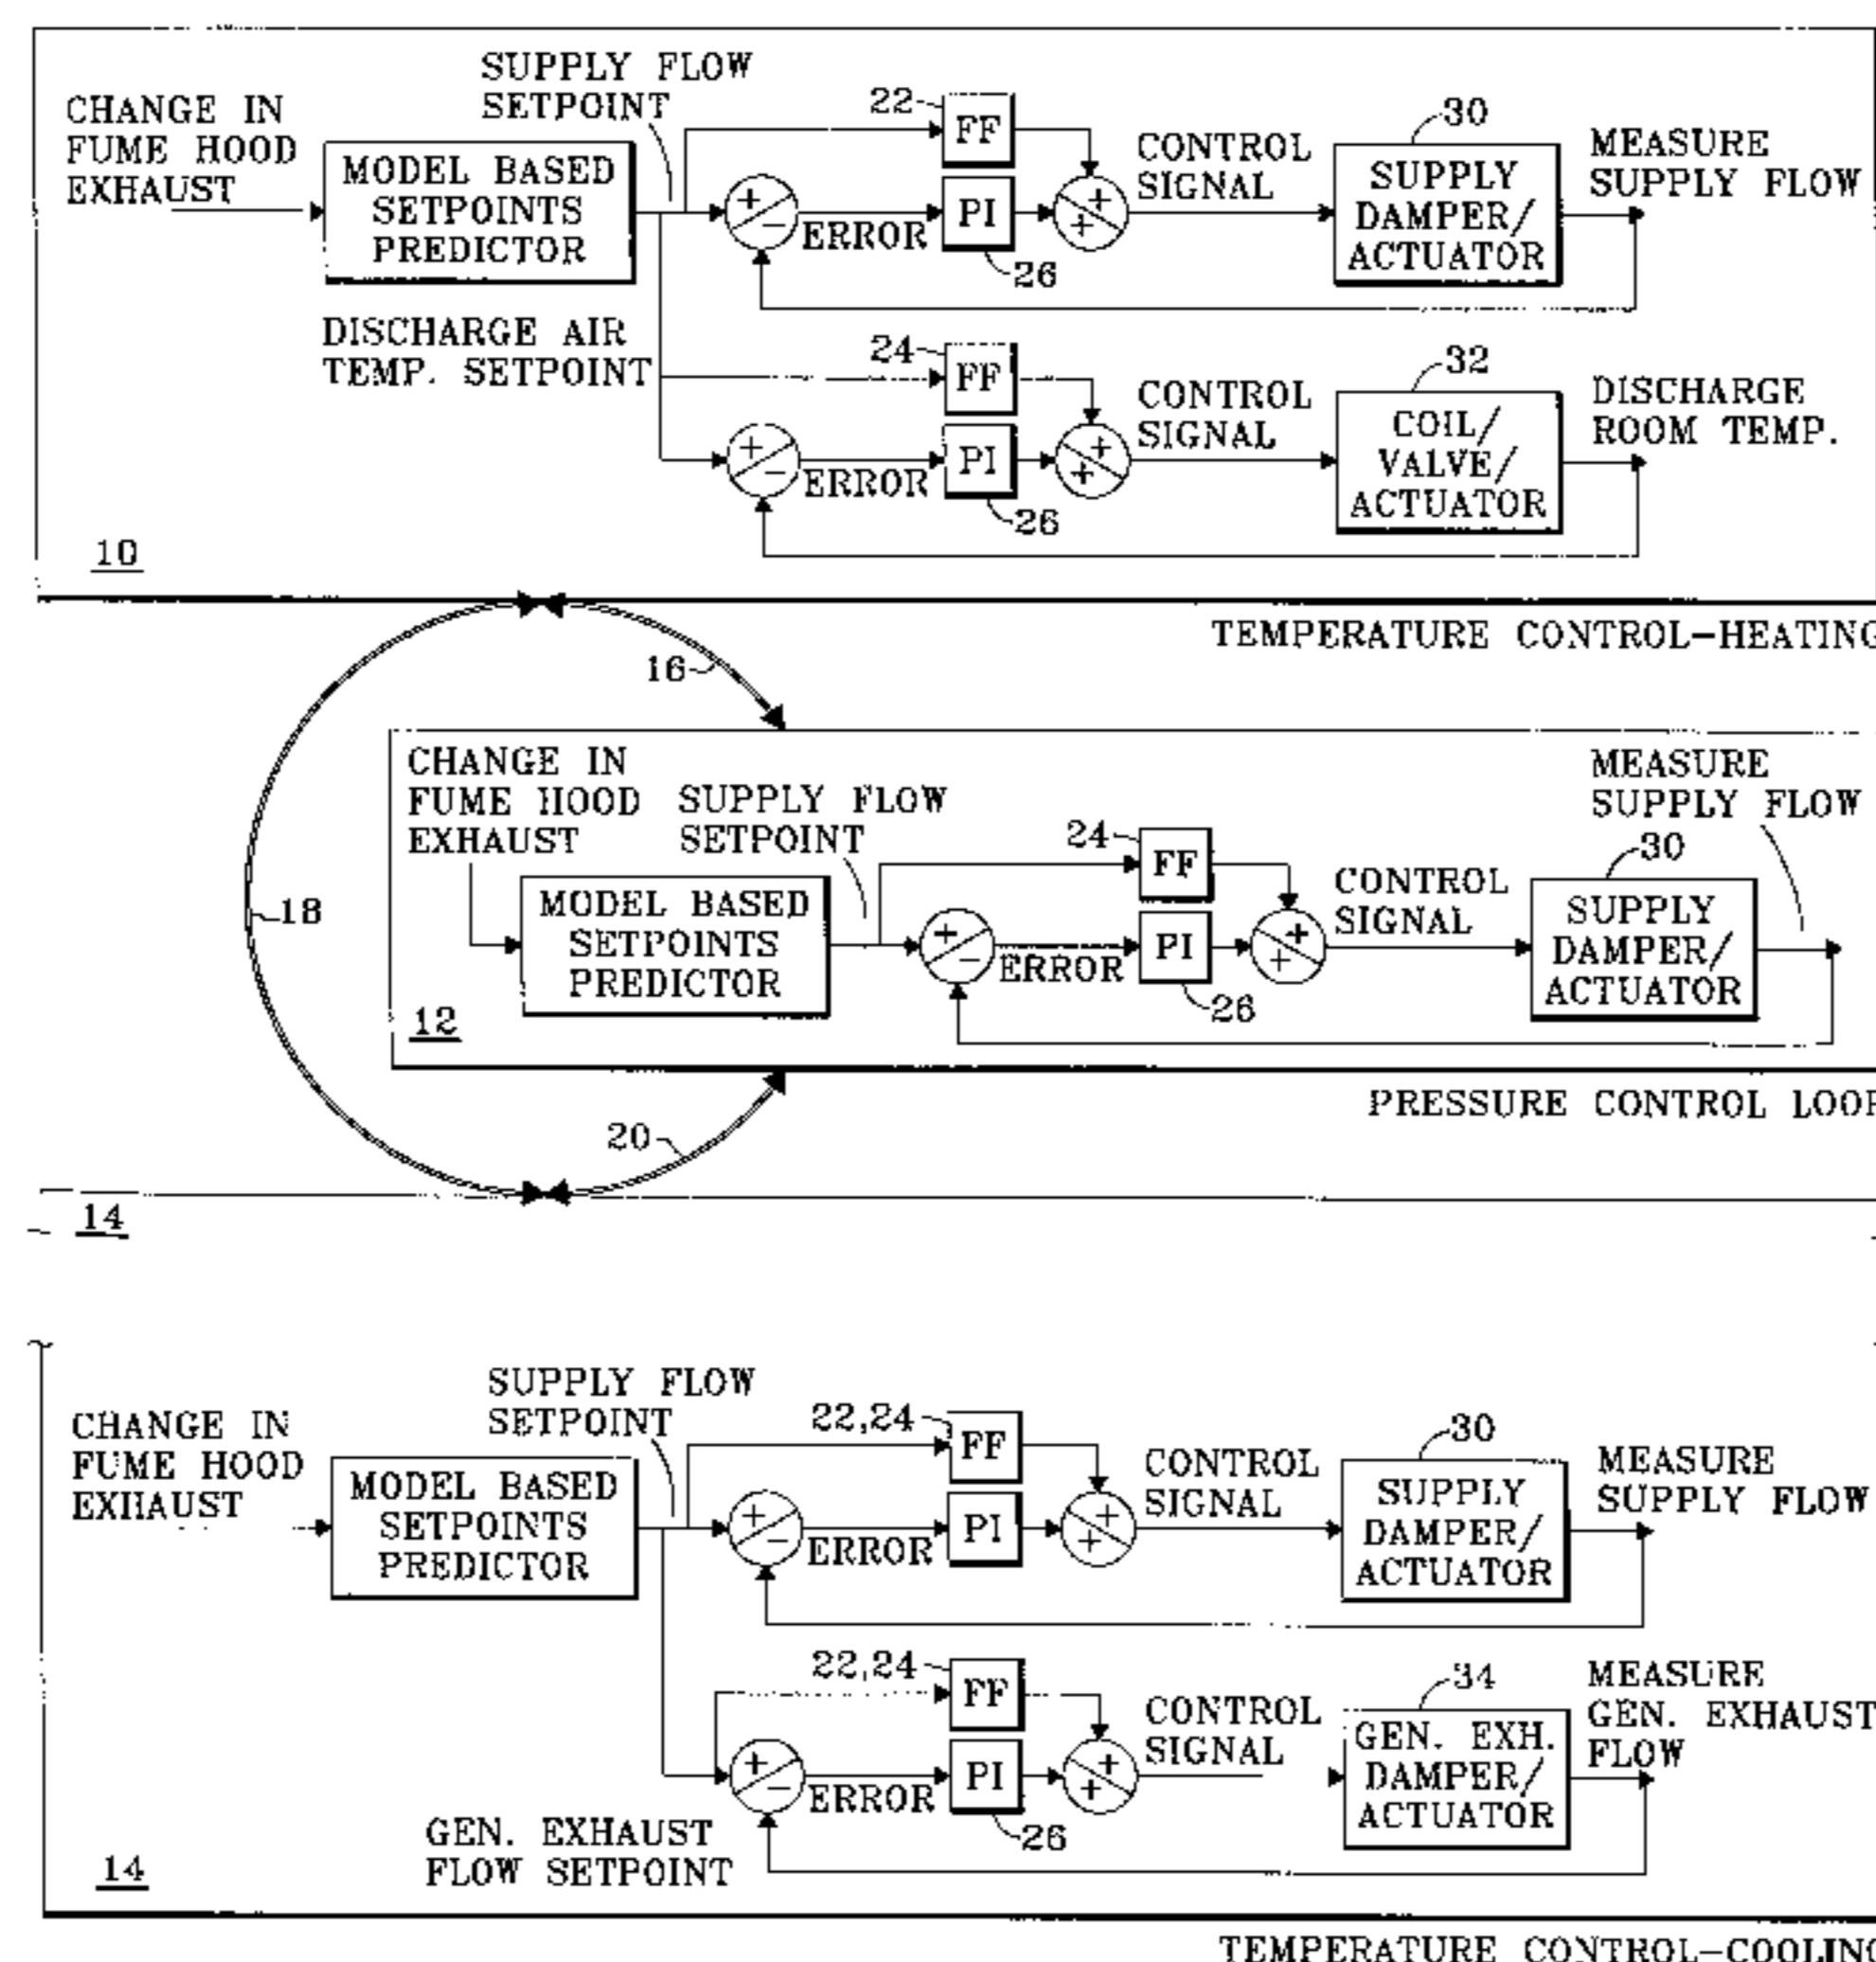 SUPPLY FLOW
SETPOINT
CHANGE IN
FUME HOOD
EXHAUST
MODEL BASED
SETPOINTS
PREDICTOR
22
FF
+
−
ERROR
PI
26
+
+
CONTROL
SIGNAL
30
SUPPLY
DAMPER/
ACTUATOR
MEASURE
SUPPLY FLOW
DISCHARGE AIR
TEMP. SETPOINT
24
FF
+
−
ERROR
PI
26
+
+
CONTROL
SIGNAL
32
COIL/
VALVE/
ACTUATOR
DISCHARGE
ROOM TEMP.
10
TEMPERATURE CONTROL-HEATING
16
18
CHANGE IN
FUME HOOD
EXHAUST
SUPPLY FLOW
SETPOINT
MODEL BASED
SETPOINTS
PREDICTOR
24
FF
+
−
ERROR
PI
26
+
+
CONTROL
SIGNAL
30
SUPPLY
DAMPER/
ACTUATOR
MEASURE
SUPPLY FLOW
12
PRESSURE CONTROL LOOP
20
14
SUPPLY FLOW
SETPOINT
CHANGE IN
FUME HOOD
EXHAUST
MODEL BASED
SETPOINTS
PREDICTOR
22,24
FF
+
−
ERROR
PI
+
+
CONTROL
SIGNAL
30
SUPPLY
DAMPER/
ACTUATOR
MEASURE
SUPPLY FLOW
22,24
FF
+
−
ERROR
PI
26
+
+
CONTROL
SIGNAL
34
GEN. EXH.
DAMPER/
ACTUATOR
MEASURE
GEN. EXHAUST
FLOW
GEN. EXHAUST
FLOW SETPOINT
14
TEMPERATURE CONTROL-COOLING